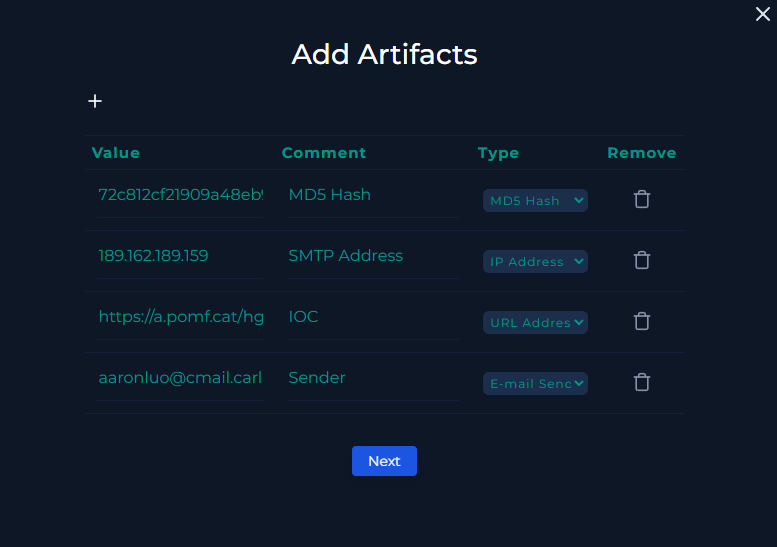 Add Artifacts
Value Comment Type Remove
72c812cf21909a48eb9 MD5 Hash MD5 Hash
189.162.189.159 SMTP Address IP Address
https://a.pomf.cat/hg IOC URL Addres
aaronluo@cmail.carl Sender E-mail Senc
Next